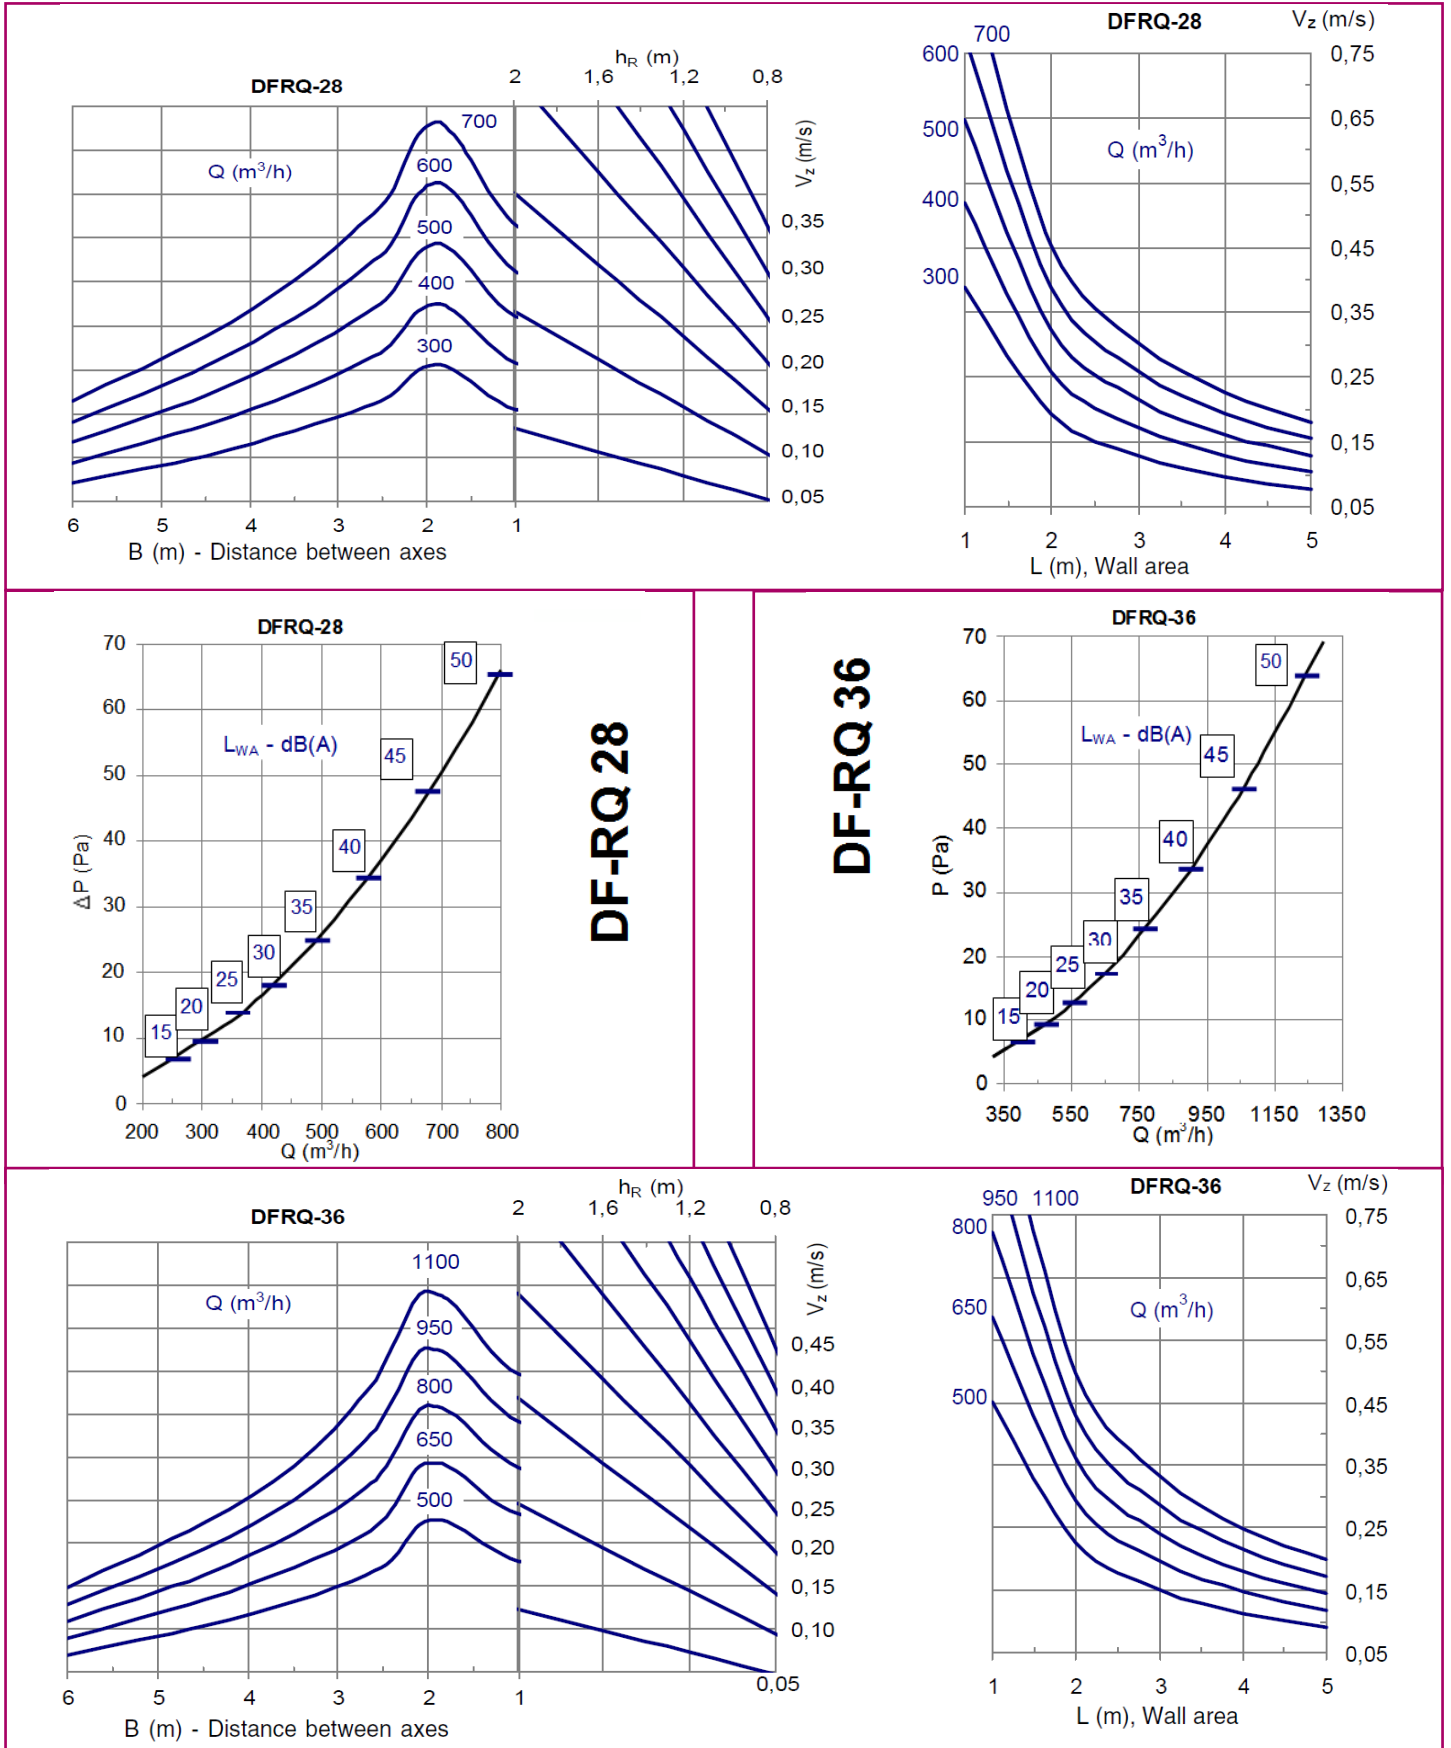 DFRQ-28
h_R (m)
2 1,6 1,2 0,8
700
Q (m³/h)
600
500
400
300
V_z (m/s)
0,35
0,30
0,25
0,20
0,15
0,10
0,05
6 5 4 3 2 1
B (m) - Distance between axes
DFRQ-28
V_z (m/s)
700
600
500
400
300
Q (m³/h)
0,75
0,65
0,55
0,45
0,35
0,25
0,15
0,05
1 2 3 4 5
L (m), Wall area
DFRQ-28
70
60
50
40
30
20
10
0
ΔP (Pa)
L_WA - dB(A)
50
45
40
35
30
25
20
15
200 300 400 500 600 700 800
Q (m³/h)
DF-RQ 28
DF-RQ 36
DFRQ-36
70
60
50
40
30
20
10
0
P (Pa)
L_WA - dB(A)
50
45
40
35
30
25
20
15
350 550 750 950 1150 1350
Q (m³/h)
DFRQ-36
h_R (m)
2 1,6 1,2 0,8
Q (m³/h)
1100
950
800
650
500
V_z (m/s)
0,45
0,40
0,35
0,30
0,25
0,20
0,15
0,10
0,05
6 5 4 3 2 1
B (m) - Distance between axes
DFRQ-36
V_z (m/s)
950 1100
800
650
500
Q (m³/h)
0,75
0,65
0,55
0,45
0,35
0,25
0,15
0,05
1 2 3 4 5
L (m), Wall area